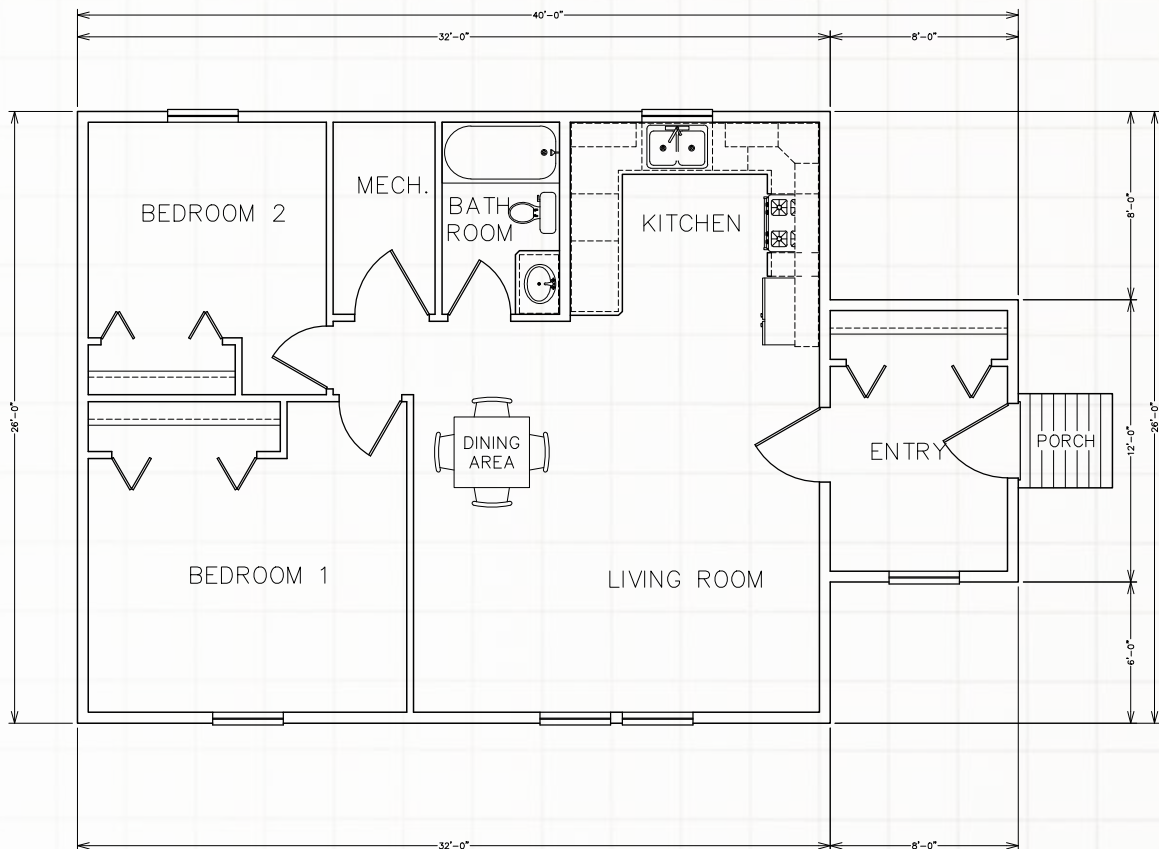 40'-0"
32'-0"
8'-0"
MECH.
BEDROOM 2
BATH
ROOM
KITCHEN
8'-0"
26'-0"
DINING
AREA
ENTRY
PORCH
12'-0"
26'-0"
BEDROOM 1
LIVING ROOM
6'-0"
32'-0"
8'-0"